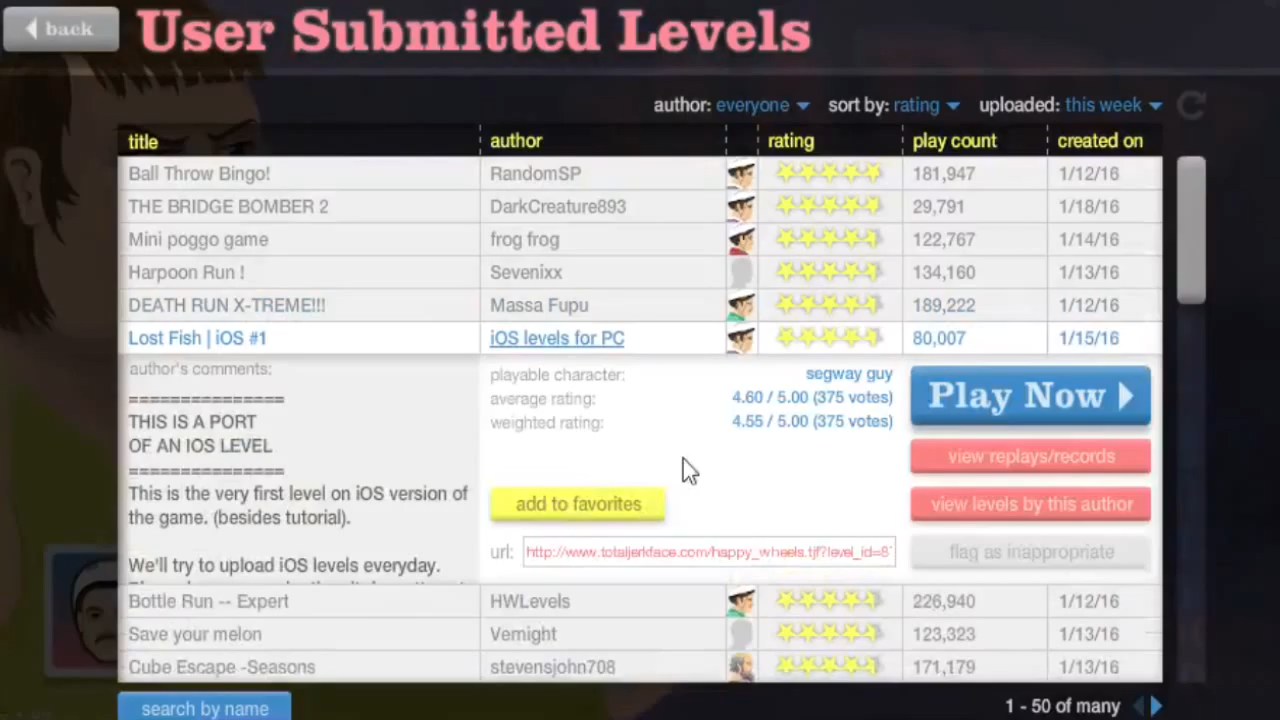 back
User Submitted Levels
author: everyone sort by: rating uploaded: this week
title author rating play count created on
Ball Throw Bingo! RandomSP 181,947 1/12/16
THE BRIDGE BOMBER 2 DarkCreature893 29,791 1/18/16
Mini poggo game frog frog 122,767 1/14/16
Harpoon Run ! Sevenixx 134,160 1/13/16
DEATH RUN X-TREME!!! Massa Fupu 189,222 1/12/16
Lost Fish | iOS #1 iOS levels for PC 80,007 1/15/16
author's comments:
===============
THIS IS A PORT
OF AN IOS LEVEL
===============
This is the very first level on iOS version of
the game. (besides tutorial).
We'll try to upload iOS levels everyday.
playable character: segway guy
average rating: 4.60 / 5.00 (375 votes)
weighted rating: 4.55 / 5.00 (375 votes)
add to favorites
url: http://www.totaljerkface.com/happy_wheels.tjf?level_id=8
Play Now
view replays/records
view levels by this author
flag as inappropriate
Bottle Run -- Expert HWLevels 226,940 1/12/16
Save your melon Vernight 123,323 1/13/16
Cube Escape -Seasons stevensjohn708 171,179 1/13/16
search by name
1 - 50 of many